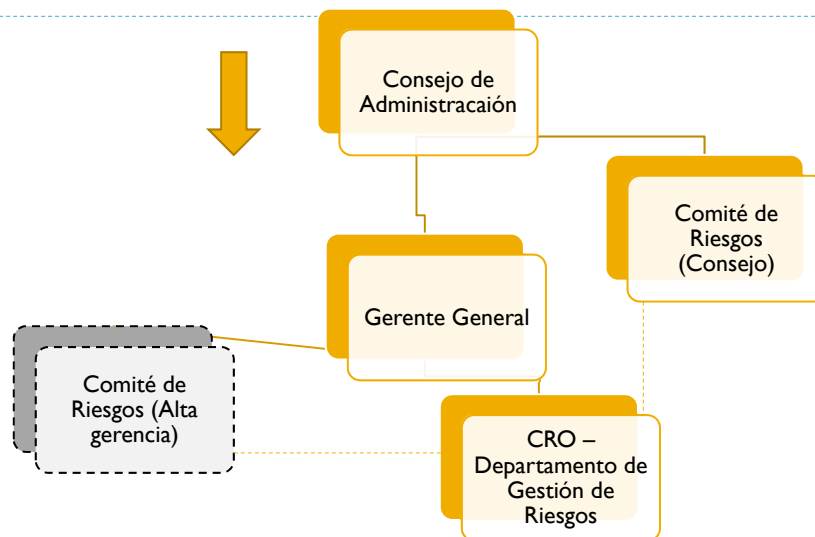 Consejo de
Administracaión
Comité de
Riesgos
(Consejo)
Gerente General
Comité de
Riesgos (Alta
gerencia)
CRO –
Departamento de
Gestión de
Riesgos